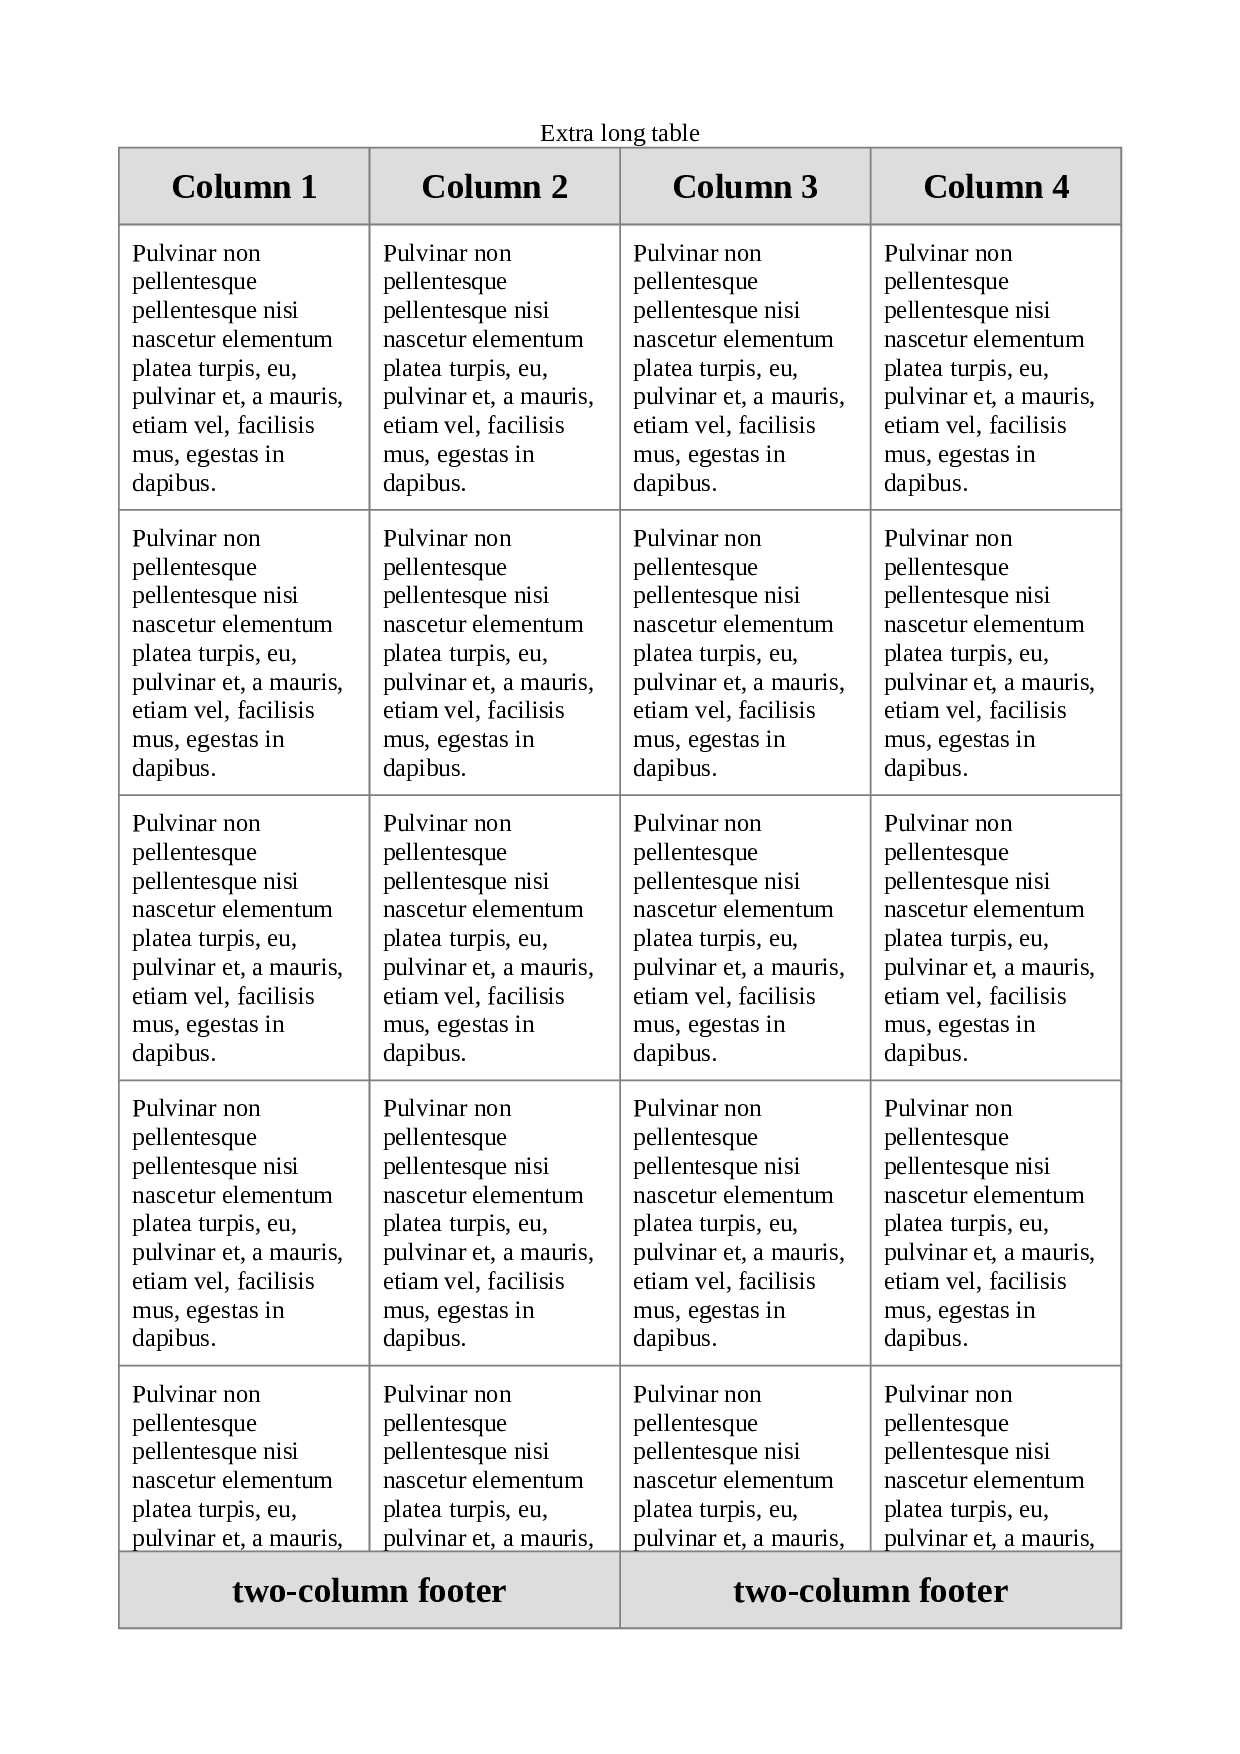 Extra long table
Column 1 Column 2 Column 3 Column 4
Pulvinar non Pulvinar non Pulvinar non Pulvinar non
pellentesque pellentesque pellentesque pellentesque
pellentesque nisi pellentesque nisi pellentesque nisi pellentesque nisi
nascetur elementum nascetur elementum nascetur elementum nascetur elementum
platea turpis, eu, platea turpis, eu, platea turpis, eu, platea turpis, eu,
pulvinar et, a mauris, pulvinar et, a mauris, pulvinar et, a mauris, pulvinar et, a mauris,
etiam vel, facilisis etiam vel, facilisis etiam vel, facilisis etiam vel, facilisis
mus, egestas in mus, egestas in mus, egestas in mus, egestas in
dapibus. dapibus. dapibus. dapibus.
Pulvinar non Pulvinar non Pulvinar non Pulvinar non
pellentesque pellentesque pellentesque pellentesque
pellentesque nisi pellentesque nisi pellentesque nisi pellentesque nisi
nascetur elementum nascetur elementum nascetur elementum nascetur elementum
platea turpis, eu, platea turpis, eu, platea turpis, eu, platea turpis, eu,
pulvinar et, a mauris, pulvinar et, a mauris, pulvinar et, a mauris, pulvinar et, a mauris,
etiam vel, facilisis etiam vel, facilisis etiam vel, facilisis etiam vel, facilisis
mus, egestas in mus, egestas in mus, egestas in mus, egestas in
dapibus. dapibus. dapibus. dapibus.
Pulvinar non Pulvinar non Pulvinar non Pulvinar non
pellentesque pellentesque pellentesque pellentesque
pellentesque nisi pellentesque nisi pellentesque nisi pellentesque nisi
nascetur elementum nascetur elementum nascetur elementum nascetur elementum
platea turpis, eu, platea turpis, eu, platea turpis, eu, platea turpis, eu,
pulvinar et, a mauris, pulvinar et, a mauris, pulvinar et, a mauris, pulvinar et, a mauris,
etiam vel, facilisis etiam vel, facilisis etiam vel, facilisis etiam vel, facilisis
mus, egestas in mus, egestas in mus, egestas in mus, egestas in
dapibus. dapibus. dapibus. dapibus.
Pulvinar non Pulvinar non Pulvinar non Pulvinar non
pellentesque pellentesque pellentesque pellentesque
pellentesque nisi pellentesque nisi pellentesque nisi pellentesque nisi
nascetur elementum nascetur elementum nascetur elementum nascetur elementum
platea turpis, eu, platea turpis, eu, platea turpis, eu, platea turpis, eu,
pulvinar et, a mauris, pulvinar et, a mauris, pulvinar et, a mauris, pulvinar et, a mauris,
etiam vel, facilisis etiam vel, facilisis etiam vel, facilisis etiam vel, facilisis
mus, egestas in mus, egestas in mus, egestas in mus, egestas in
dapibus. dapibus. dapibus. dapibus.
Pulvinar non Pulvinar non Pulvinar non Pulvinar non
pellentesque pellentesque pellentesque pellentesque
pellentesque nisi pellentesque nisi pellentesque nisi pellentesque nisi
nascetur elementum nascetur elementum nascetur elementum nascetur elementum
platea turpis, eu, platea turpis, eu, platea turpis, eu, platea turpis, eu,
pulvinar et, a mauris, pulvinar et, a mauris, pulvinar et, a mauris, pulvinar et, a mauris,
two-column footer two-column footer